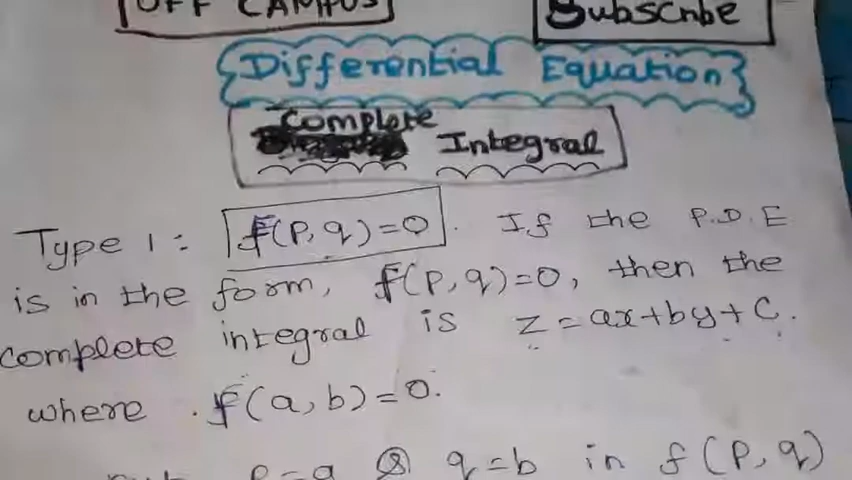 OFF CAMPUS
Subscribe
Differential Equation
Complete
Integral
Type 1: f(P,q)=0. If the P.D.E
is in the form, f(P,q)=0, then the
complete integral is z=ax+by+c.
where f(a,b)=0.
put P=a & q=b in f(P,q)